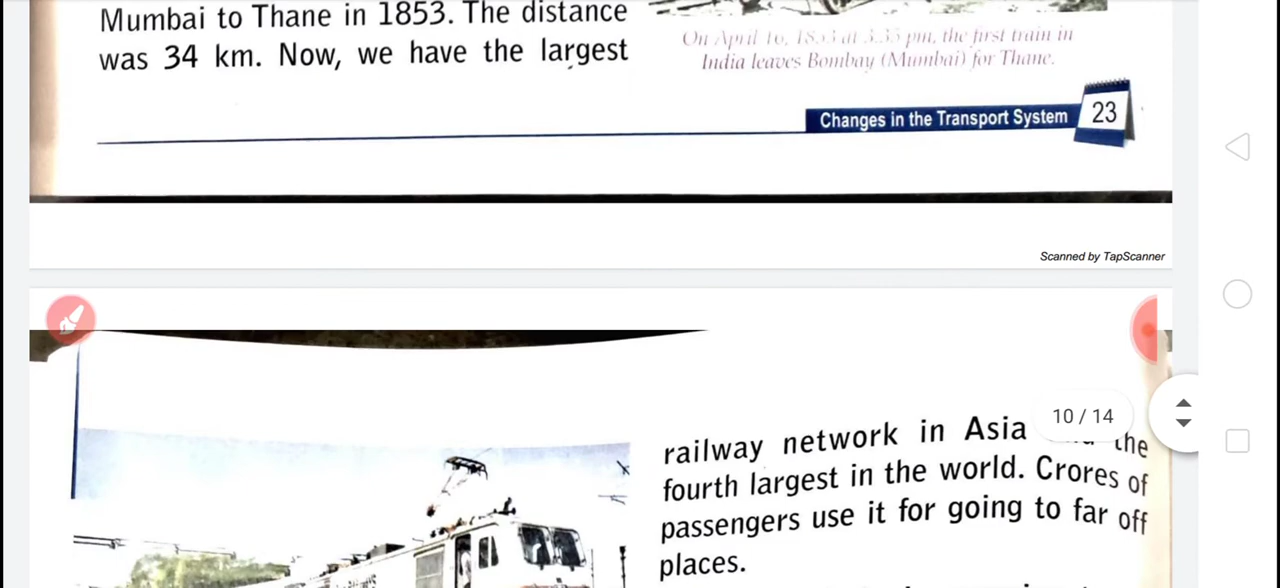 Mumbai to Thane in 1853. The distance
was 34 km. Now, we have the largest
On April 16, 1853 at 3.35 pm, the first train in
India leaves Bombay (Mumbai) for Thane.
Changes in the Transport System
23
Scanned by TapScanner
10 / 14
railway network in Asia the
fourth largest in the world. Crores of
passengers use it for going to far off
places.